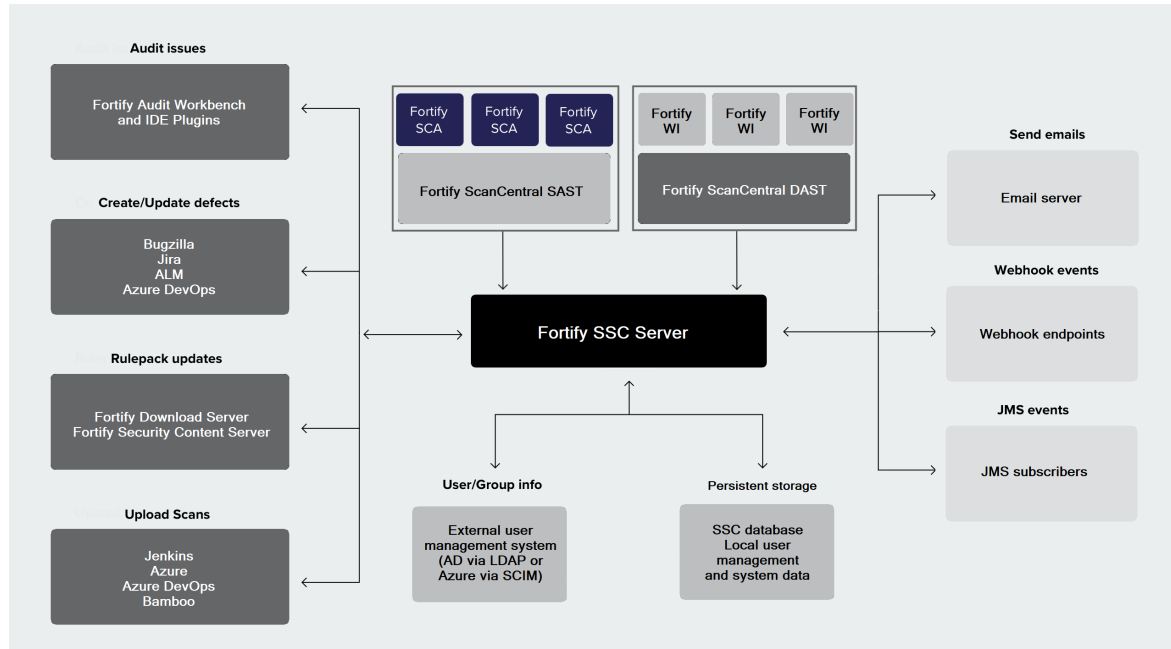 Audit issues
Fortify Audit Workbench
and IDE Plugins
Create/Update defects
Bugzilla
Jira
ALM
Azure DevOps
Rulepack updates
Fortify Download Server
Fortify Security Content Server
Upload Scans
Jenkins
Azure
Azure DevOps
Bamboo
Fortify
SCA
Fortify
SCA
Fortify
SCA
Fortify ScanCentral SAST
Fortify
WI
Fortify
WI
Fortify
WI
Fortify ScanCentral DAST
Fortify SSC Server
User/Group info
External user
management system
(AD via LDAP or
Azure via SCIM)
Persistent storage
SSC database
Local user
management
and system data
Send emails
Email server
Webhook events
Webhook endpoints
JMS events
JMS subscribers